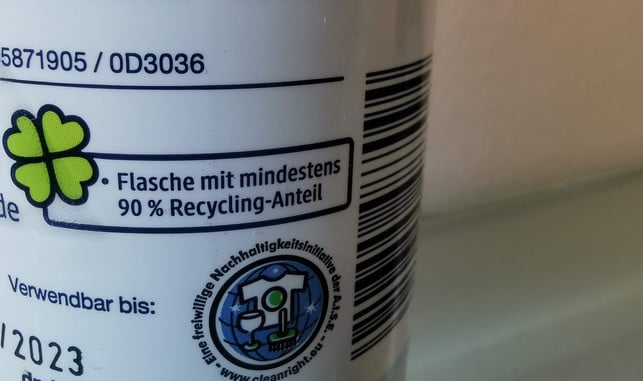 5871905 / 0D3036
• Flasche mit mindestens
90 % Recycling-Anteil
de
Verwendbar bis:
/2023
- Eine freiwillige Nachhaltigkeitsinitiative der A.I.S.E. -
www.cleanright.eu